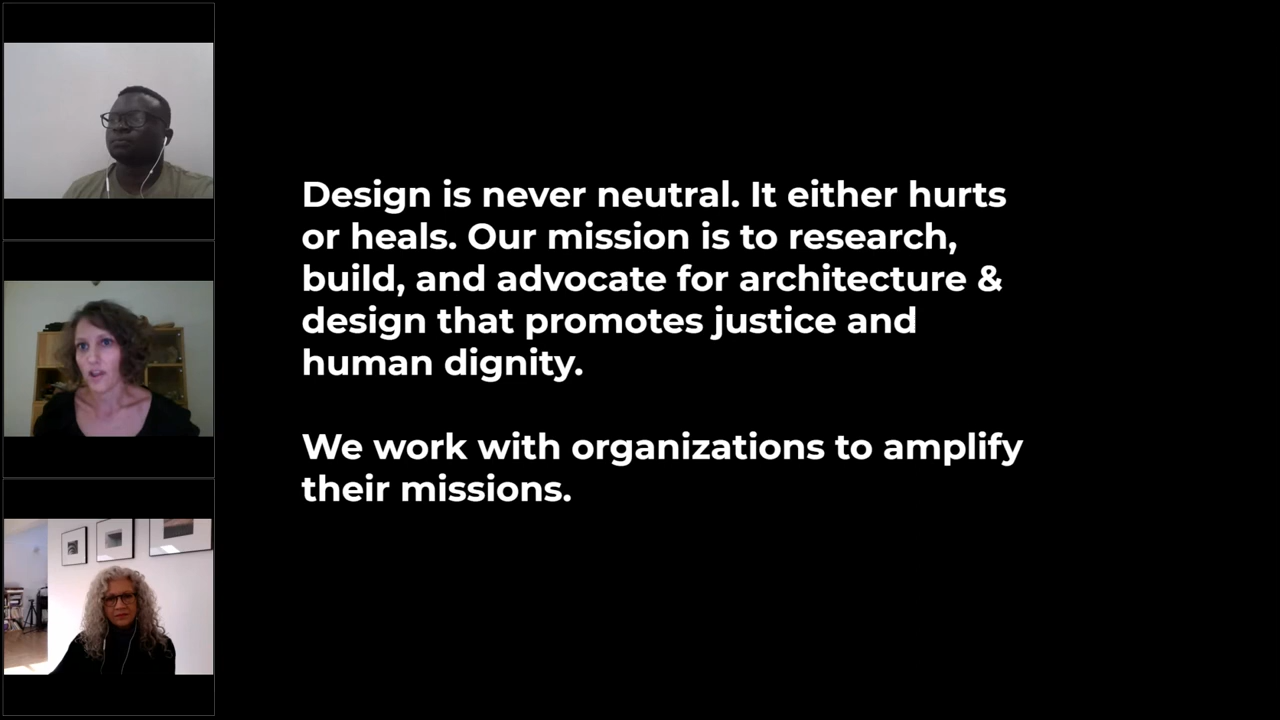 Design is never neutral. It either hurts
or heals. Our mission is to research,
build, and advocate for architecture &
design that promotes justice and
human dignity.
We work with organizations to amplify
their missions.